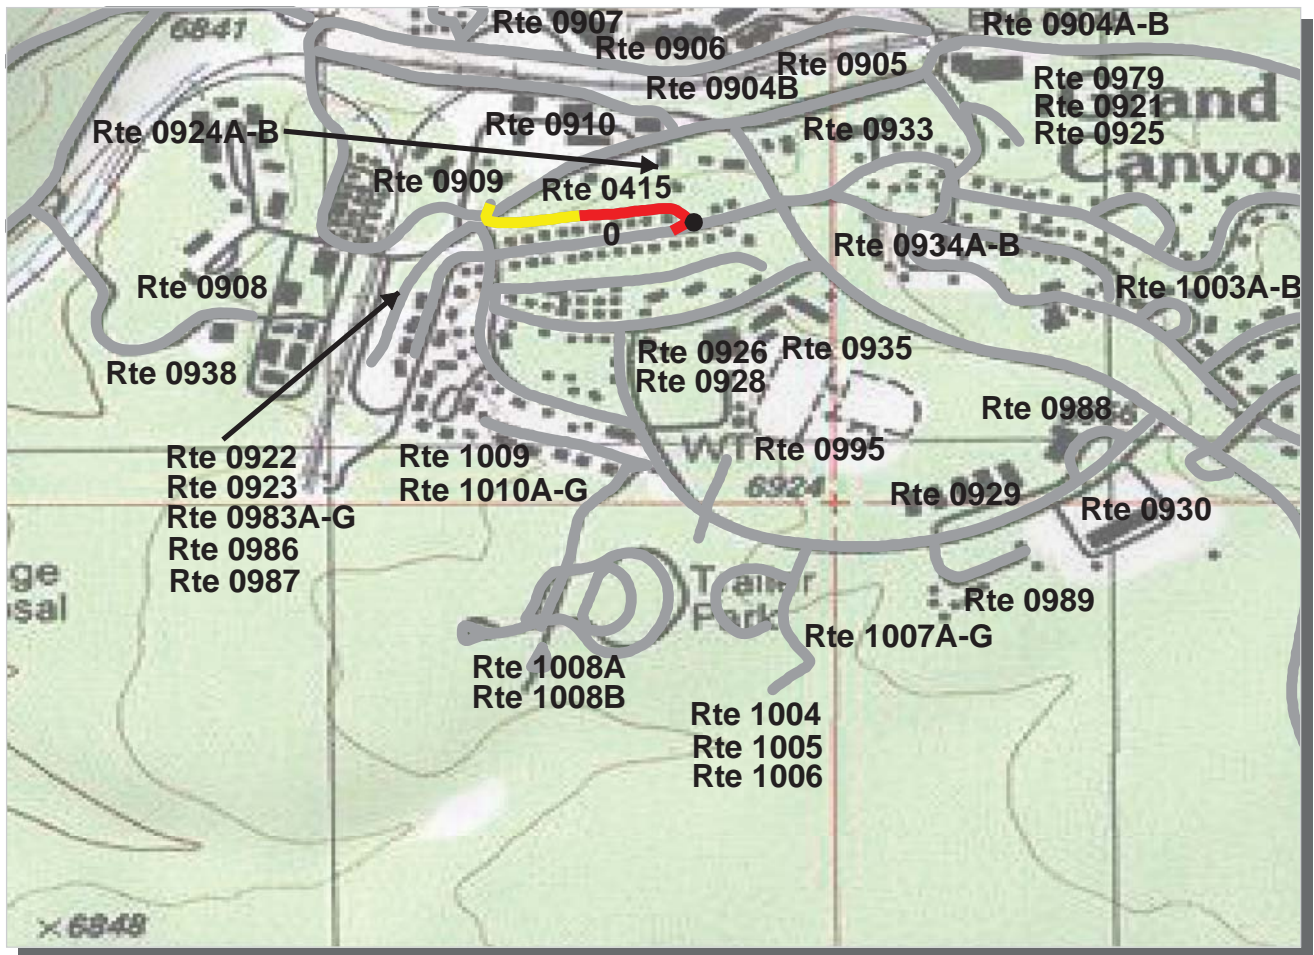 6841
Rte 0907
Rte 0904A-B
Rte 0906
Rte 0905
Rte 0904B
Rte 0979
Rte 0921
Rte 0925
Rte 0924A-B
Rte 0910
Rte 0933
Canyon
Rte 0909
Rte 0415
0
Rte 0934A-B
Rte 0908
Rte 1003A-B
Rte 0926
Rte 0935
Rte 0928
Rte 0938
Rte 0988
WT
Rte 0995
Rte 0922
Rte 1009
Rte 0923
Rte 1010A-G
6924
Rte 0929
Rte 0930
Rte 0983A-G
Rte 0986
Rte 0987
ge
sal
Trailer
Park
Rte 0989
Rte 1007A-G
Rte 1008A
Rte 1008B
Rte 1004
Rte 1005
Rte 1006
×6848